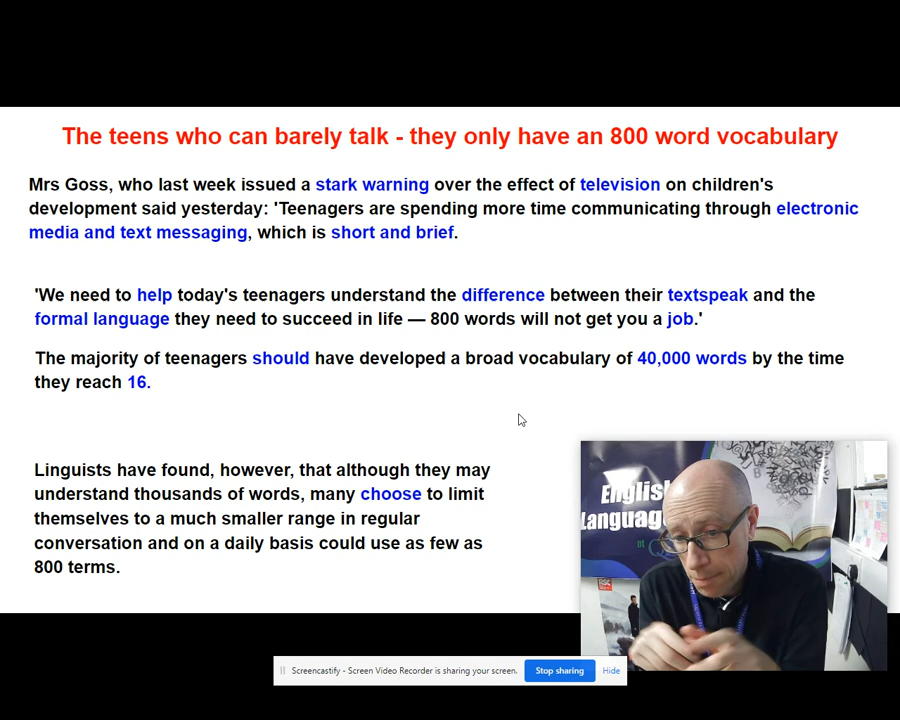 The teens who can barely talk - they only have an 800 word vocabulary
Mrs Goss, who last week issued a stark warning over the effect of television on children's
development said yesterday: 'Teenagers are spending more time communicating through electronic
media and text messaging, which is short and brief.
'We need to help today's teenagers understand the difference between their textspeak and the
formal language they need to succeed in life — 800 words will not get you a job.'
The majority of teenagers should have developed a broad vocabulary of 40,000 words by the time
they reach 16.
Linguists have found, however, that although they may
understand thousands of words, many choose to limit
themselves to a much smaller range in regular
conversation and on a daily basis could use as few as
800 terms.
English
Language
at
Screencastify - Screen Video Recorder is sharing your screen.
Stop sharing
Hide